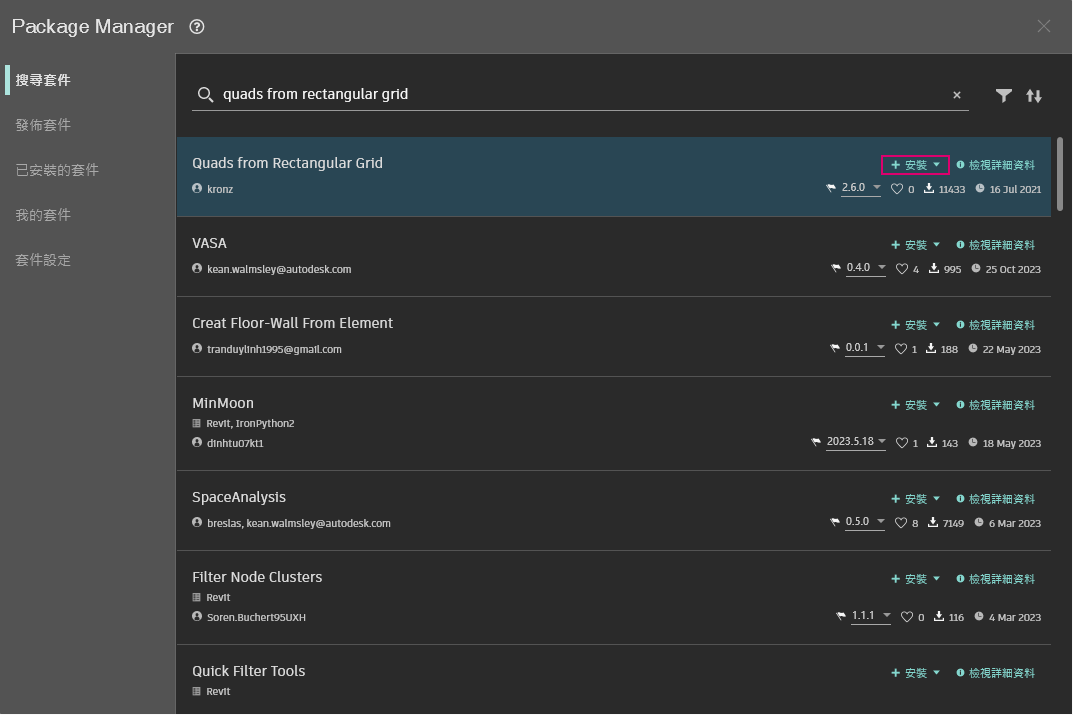 Package Manager
搜尋套件
發佈套件
已安裝的套件
我的套件
套件設定
quads from rectangular grid
Quads from Rectangular Grid
安裝 檢視詳細資料
kronz
2.6.0 0 11433 16 Jul 2021
VASA
安裝 檢視詳細資料
kean.walmsley@autodesk.com
0.4.0 4 995 25 Oct 2023
Creat Floor-Wall From Element
安裝 檢視詳細資料
tranduylinh1995@gmail.com
0.0.1 1 188 22 May 2023
MinMoon
安裝 檢視詳細資料
Revit, IronPython2
dinhtu07kt1
2023.5.18 1 143 18 May 2023
SpaceAnalysis
安裝 檢視詳細資料
breslas, kean.walmsley@autodesk.com
0.5.0 8 7149 6 Mar 2023
Filter Node Clusters
安裝 檢視詳細資料
Revit
Soren.Buchert95UXH
1.1.1 0 116 4 Mar 2023
Quick Filter Tools
安裝 檢視詳細資料
Revit